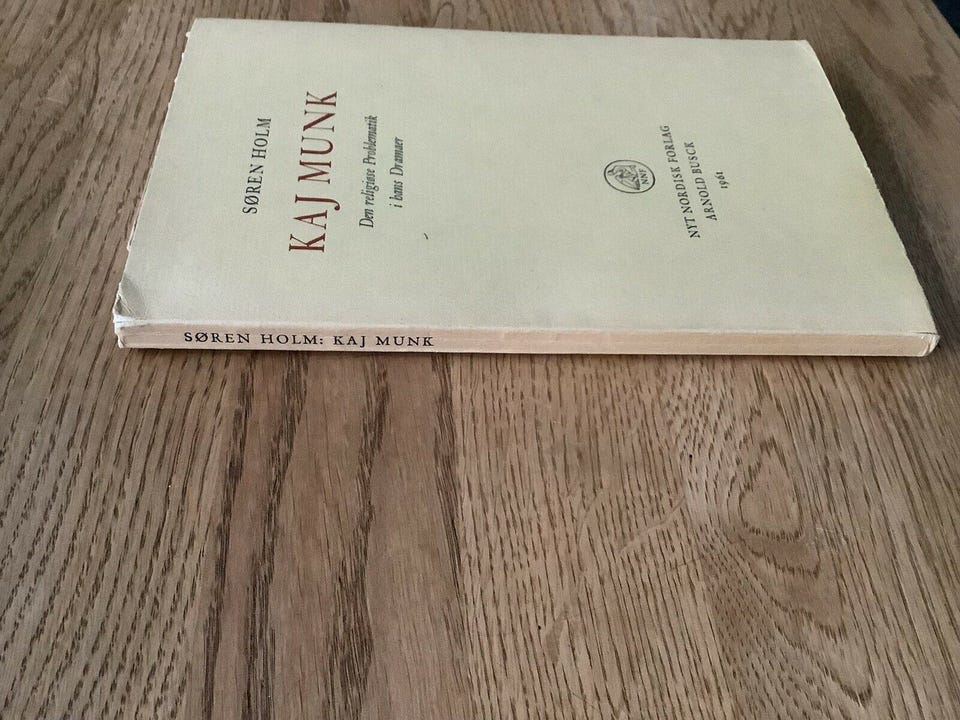 SØREN HOLM
KAJ MUNK
Den religiøse Problematik
i hans Dramaer
NNF
NYT NORDISK FORLAG
ARNOLD BUSCK
1961
SØREN HOLM: KAJ MUNK